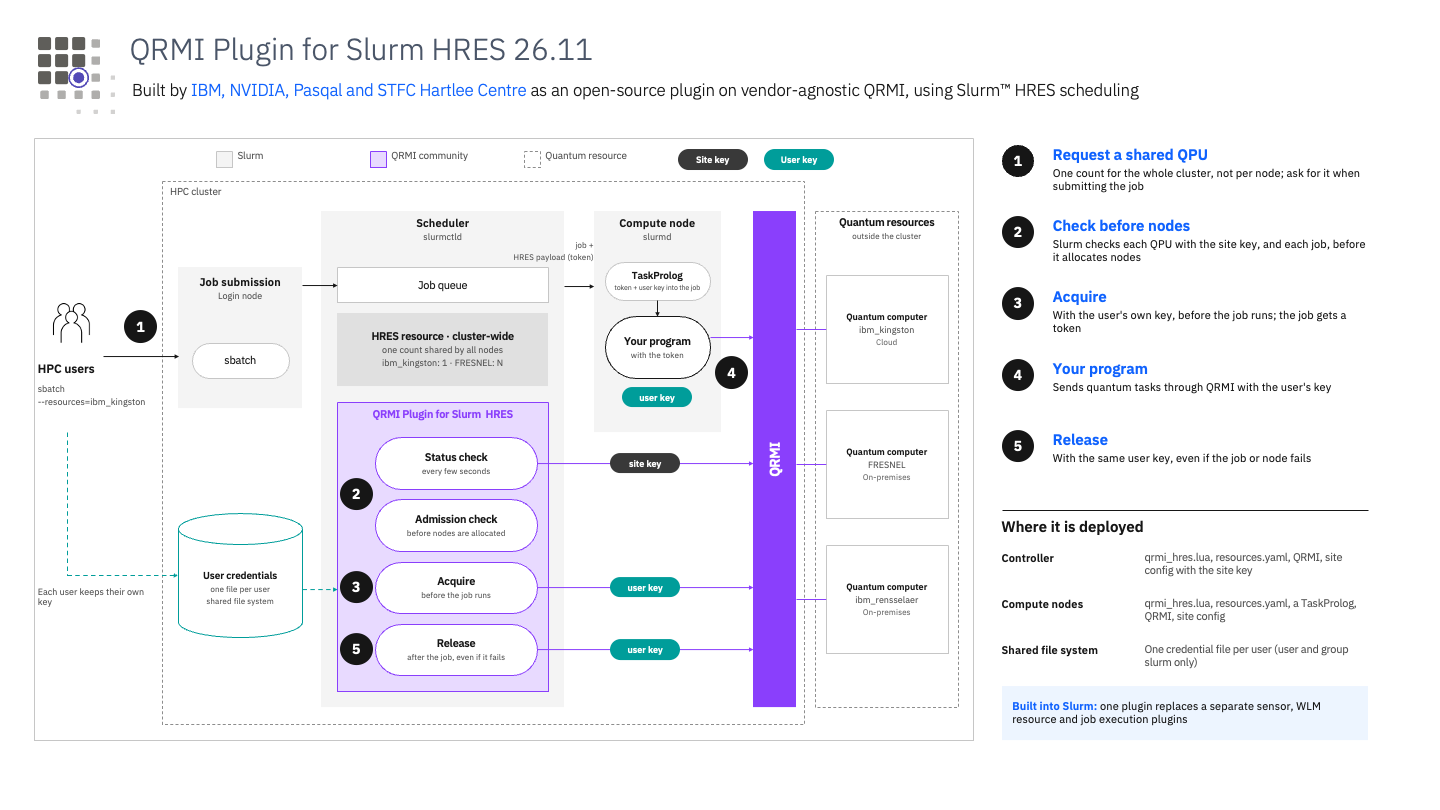 QRMI Plugin for Slurm HRES 26.11
Built by IBM, NVIDIA, Pasqal and STFC Hartlee Centre as an open-source plugin on vendor-agnostic QRMI, using Slurm™ HRES scheduling
Slurm
QRMI community
Quantum resource
Site key
User key
HPC cluster
HPC users
sbatch
--resources=ibm_kingston
1
Each user keeps their own
key
Job submission
Login node
sbatch
User credentials
one file per user
shared file system
Scheduler
slurmctld
job +
HRES payload (token)
Job queue
HRES resource · cluster-wide
one count shared by all nodes
ibm_kingston: 1 · FRESNEL: N
QRMI Plugin for Slurm HRES
2
Status check
every few seconds
Admission check
before nodes are allocated
3
Acquire
before the job runs
5
Release
after the job, even if it fails
Compute node
slurmd
TaskProlog
token + user key into the job
Your program
with the token
4
user key
site key
user key
user key
QRMI
Quantum resources
outside the cluster
Quantum computer
ibm_kingston
Cloud
Quantum computer
FRESNEL
On-premises
Quantum computer
ibm_rensselaer
On-premises
1
Request a shared QPU
One count for the whole cluster, not per node; ask for it when
submitting the job
2
Check before nodes
Slurm checks each QPU with the site key, and each job, before
it allocates nodes
3
Acquire
With the user's own key, before the job runs; the job gets a
token
4
Your program
Sends quantum tasks through QRMI with the user's key
5
Release
With the same user key, even if the job or node fails
Where it is deployed
Controller
qrmi_hres.lua, resources.yaml, QRMI, site
config with the site key
Compute nodes
qrmi_hres.lua, resources.yaml, a TaskProlog,
QRMI, site config
Shared file system
One credential file per user (user and group
slurm only)
Built into Slurm: one plugin replaces a separate sensor, WLM
resource and job execution plugins